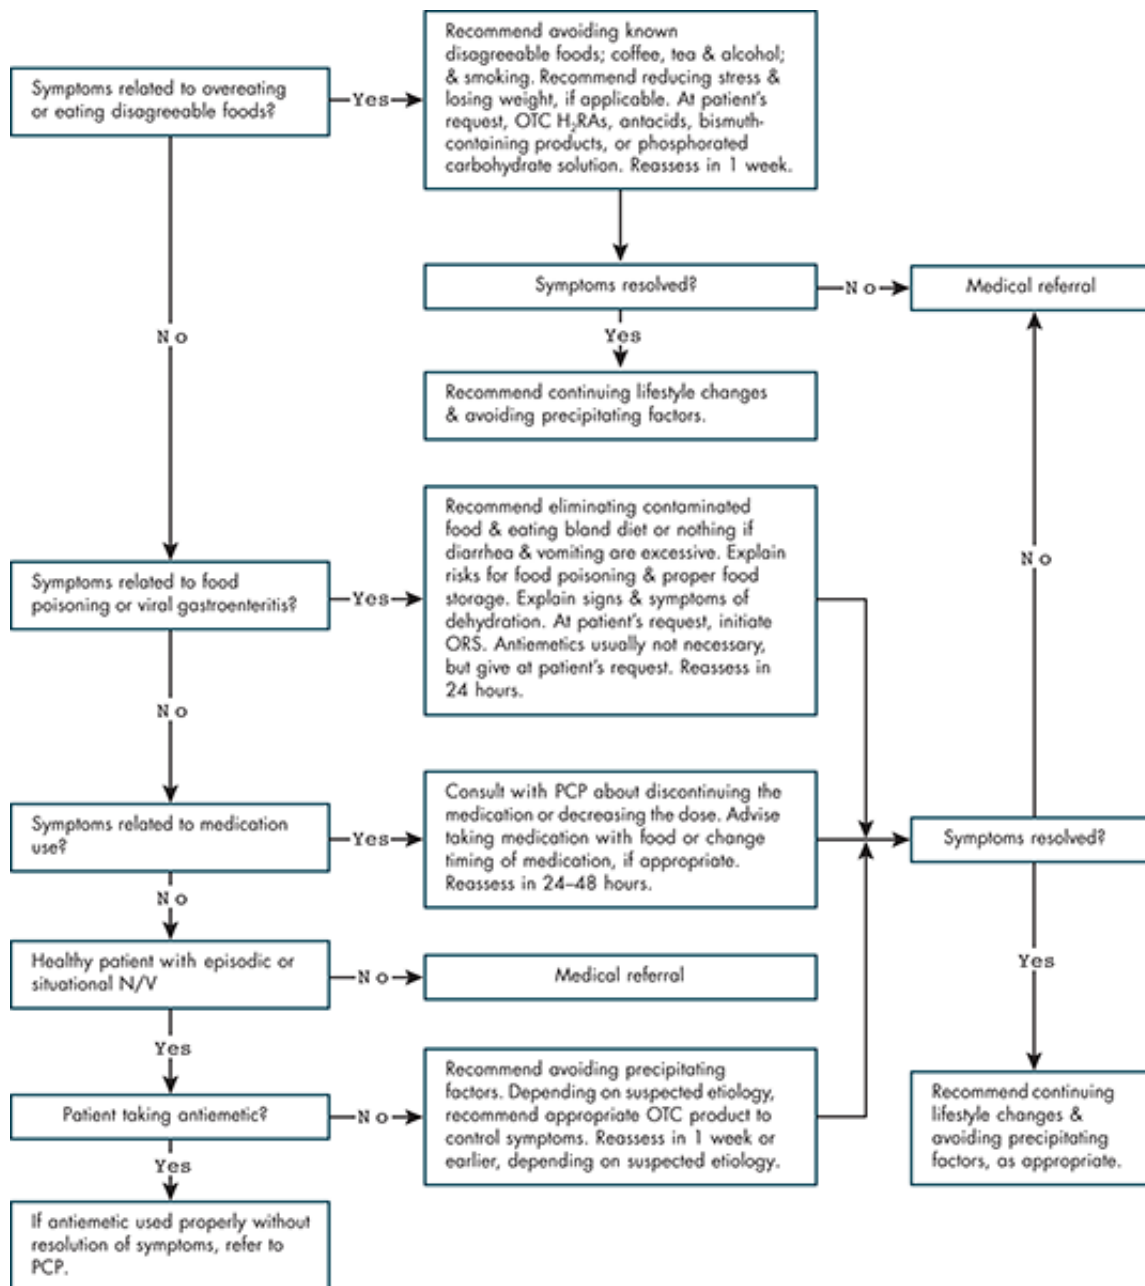 Symptoms related to overeating
or eating disagreeable foods?
Yes
Recommend avoiding known
disagreeable foods; coffee, tea & alcohol;
& smoking. Recommend reducing stress &
losing weight, if applicable. At patient's
request, OTC H₂RAs, antacids, bismuth-
containing products, or phosphorated
carbohydrate solution. Reassess in 1 week.
No
Symptoms resolved?
No
Medical referral
Yes
Recommend continuing lifestyle changes
& avoiding precipitating factors.
Symptoms related to food
poisoning or viral gastroenteritis?
Yes
Recommend eliminating contaminated
food & eating bland diet or nothing if
diarrhea & vomiting are excessive. Explain
risks for food poisoning & proper food
storage. Explain signs & symptoms of
dehydration. At patient's request, initiate
ORS. Antiemetics usually not necessary,
but give at patient's request. Reassess in
24 hours.
No
No
Symptoms related to medication
use?
Yes
Consult with PCP about discontinuing the
medication or decreasing the dose. Advise
taking medication with food or change
timing of medication, if appropriate.
Reassess in 24–48 hours.
Symptoms resolved?
No
Healthy patient with episodic or
situational N/V
No
Medical referral
Yes
Yes
Patient taking antiemetic?
No
Recommend avoiding precipitating
factors. Depending on suspected etiology,
recommend appropriate OTC product to
control symptoms. Reassess in 1 week or
earlier, depending on suspected etiology.
Recommend continuing
lifestyle changes &
avoiding precipitating
factors, as appropriate.
Yes
If antiemetic used properly without
resolution of symptoms, refer to
PCP.